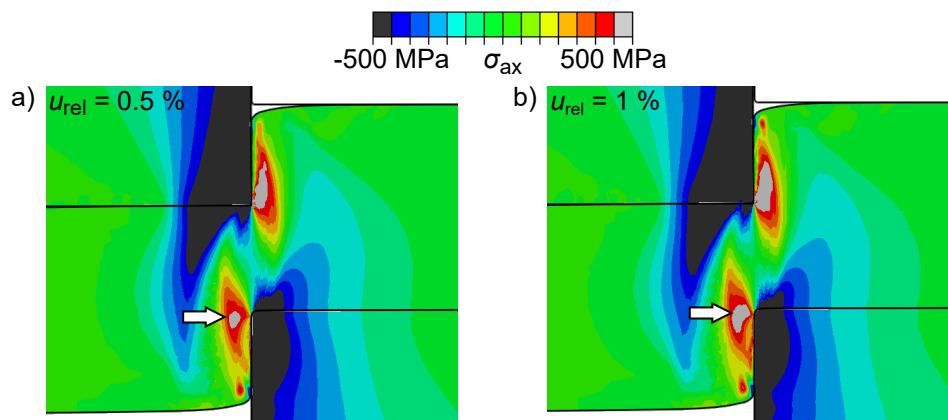 -500 MPa σax 500 MPa
a) urel = 0.5 %
b) urel = 1 %